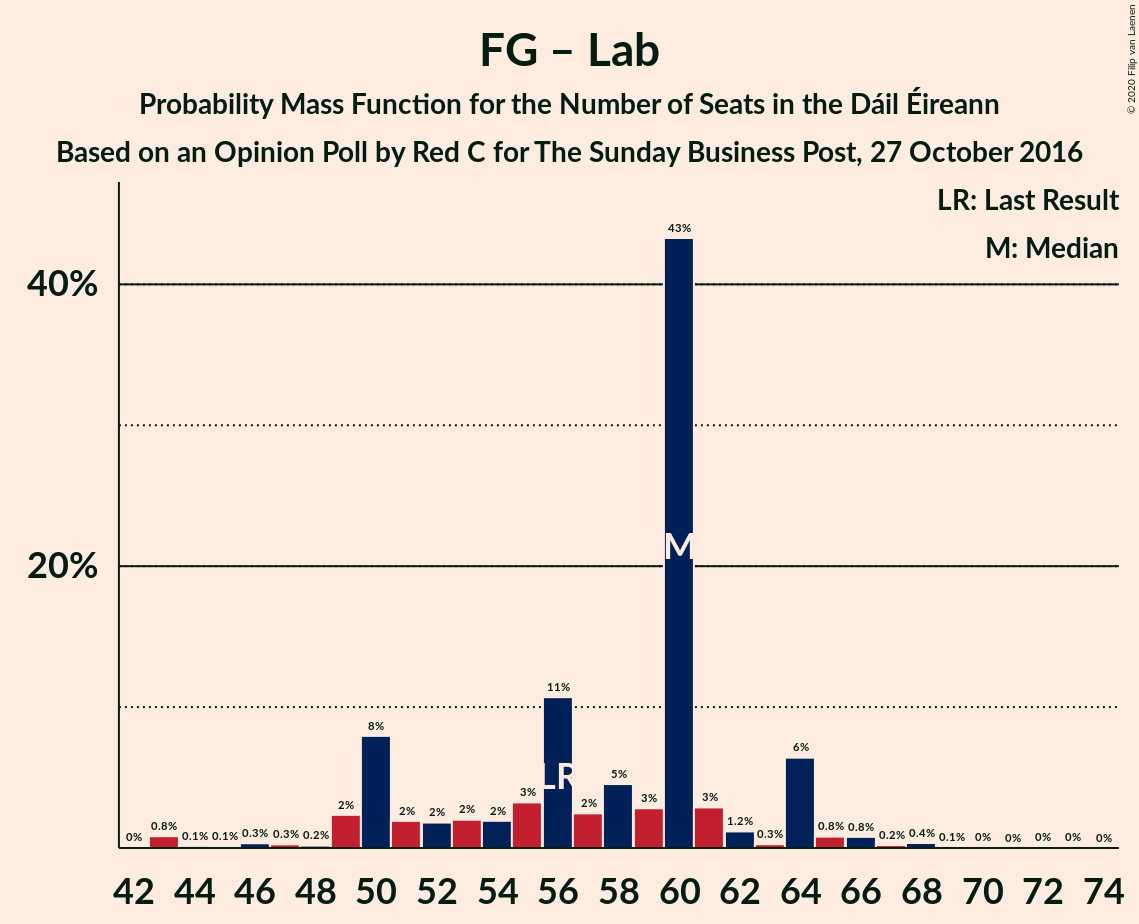 FG – Lab
Probability Mass Function for the Number of Seats in the Dáil Éireann
Based on an Opinion Poll by Red C for The Sunday Business Post, 27 October 2016
© 2020 Filip van Laenen
LR: Last Result
M: Median
40%
20%
0% 0.8% 0.1% 0.1% 0.3% 0.3% 0.2% 2% 8% 2% 2% 2% 2% 3% 11% 2% 5% 3% 43% 3% 1.2% 0.3% 6% 0.8% 0.8% 0.2% 0.4% 0.1% 0% 0% 0% 0% 0%
LR
M
42 44 46 48 50 52 54 56 58 60 62 64 66 68 70 72 74